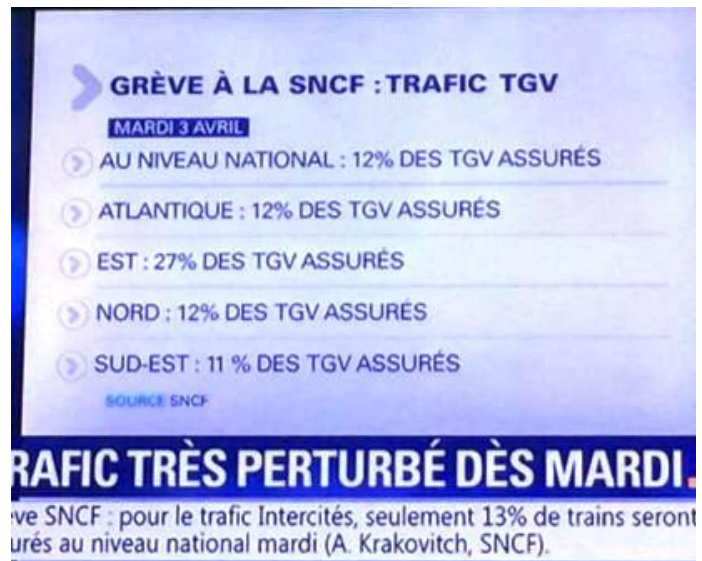 GRÈVE À LA SNCF : TRAFIC TGV
MARDI 3 AVRIL
AU NIVEAU NATIONAL : 12% DES TGV ASSURÉS
ATLANTIQUE : 12% DES TGV ASSURÉS
EST : 27% DES TGV ASSURÉS
NORD : 12% DES TGV ASSURÉS
SUD-EST : 11 % DES TGV ASSURÉS
SOURCE SNCF
RAFIC TRÈS PERTURBÉ DÈS MARDI.
ve SNCF : pour le trafic Intercités, seulement 13% de trains seront
urés au niveau national mardi (A. Krakovitch, SNCF).